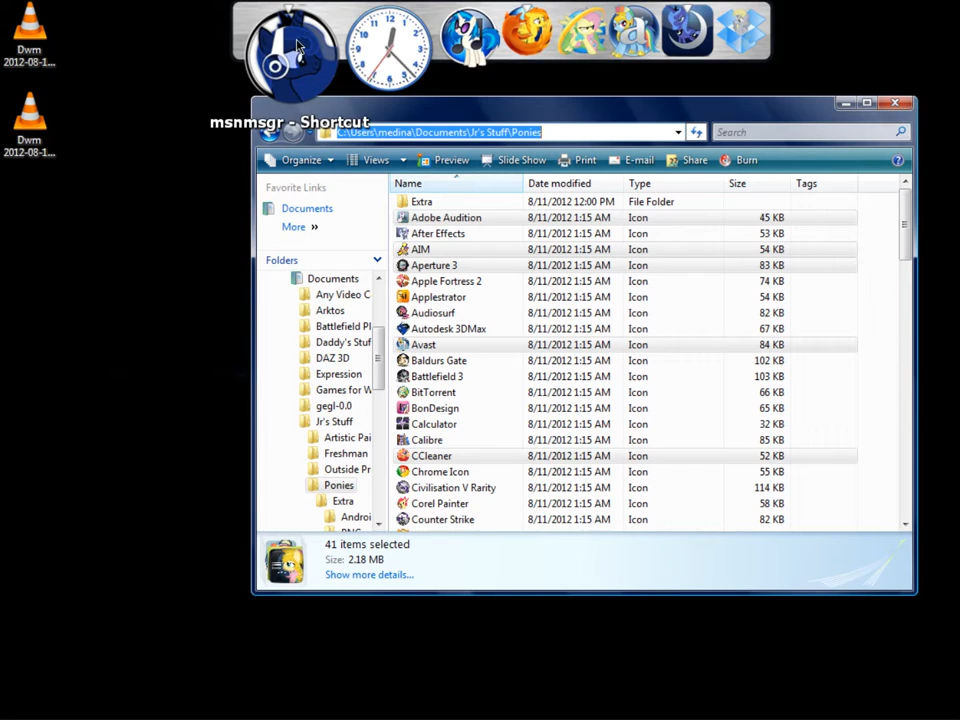 Dwm
2012-08-1...
Dwm
2012-08-1...
msnmsgr - Shortcut
C:\Users\medina\Documents\Jr's Stuff\Ponies
Search
Organize Views Preview Slide Show Print E-mail Share Burn
Favorite Links
Documents
More »
Folders
Documents
Any Video C
Arktos
Battlefield Pl
Daddy's Stuf
DAZ 3D
Expression
Games for W
gegl-0.0
Jr's Stuff
Artistic Pai
Freshman
Outside Pr
Ponies
Extra
Androi
Name Date modified Type Size Tags
Extra 8/11/2012 12:00 PM File Folder
Adobe Audition 8/11/2012 1:15 AM Icon 45 KB
After Effects 8/11/2012 1:15 AM Icon 53 KB
AIM 8/11/2012 1:15 AM Icon 54 KB
Aperture 3 8/11/2012 1:15 AM Icon 83 KB
Apple Fortress 2 8/11/2012 1:15 AM Icon 74 KB
Applestrator 8/11/2012 1:15 AM Icon 54 KB
Audiosurf 8/11/2012 1:15 AM Icon 82 KB
Autodesk 3DMax 8/11/2012 1:15 AM Icon 67 KB
Avast 8/11/2012 1:15 AM Icon 84 KB
Baldurs Gate 8/11/2012 1:15 AM Icon 102 KB
Battlefield 3 8/11/2012 1:15 AM Icon 103 KB
BitTorrent 8/11/2012 1:15 AM Icon 66 KB
BonDesign 8/11/2012 1:15 AM Icon 65 KB
Calculator 8/11/2012 1:15 AM Icon 32 KB
Calibre 8/11/2012 1:15 AM Icon 85 KB
CCleaner 8/11/2012 1:15 AM Icon 52 KB
Chrome Icon 8/11/2012 1:15 AM Icon 55 KB
Civilisation V Rarity 8/11/2012 1:15 AM Icon 114 KB
Corel Painter 8/11/2012 1:15 AM Icon 58 KB
Counter Strike 8/11/2012 1:15 AM Icon 82 KB
41 items selected
Size: 2.18 MB
Show more details...